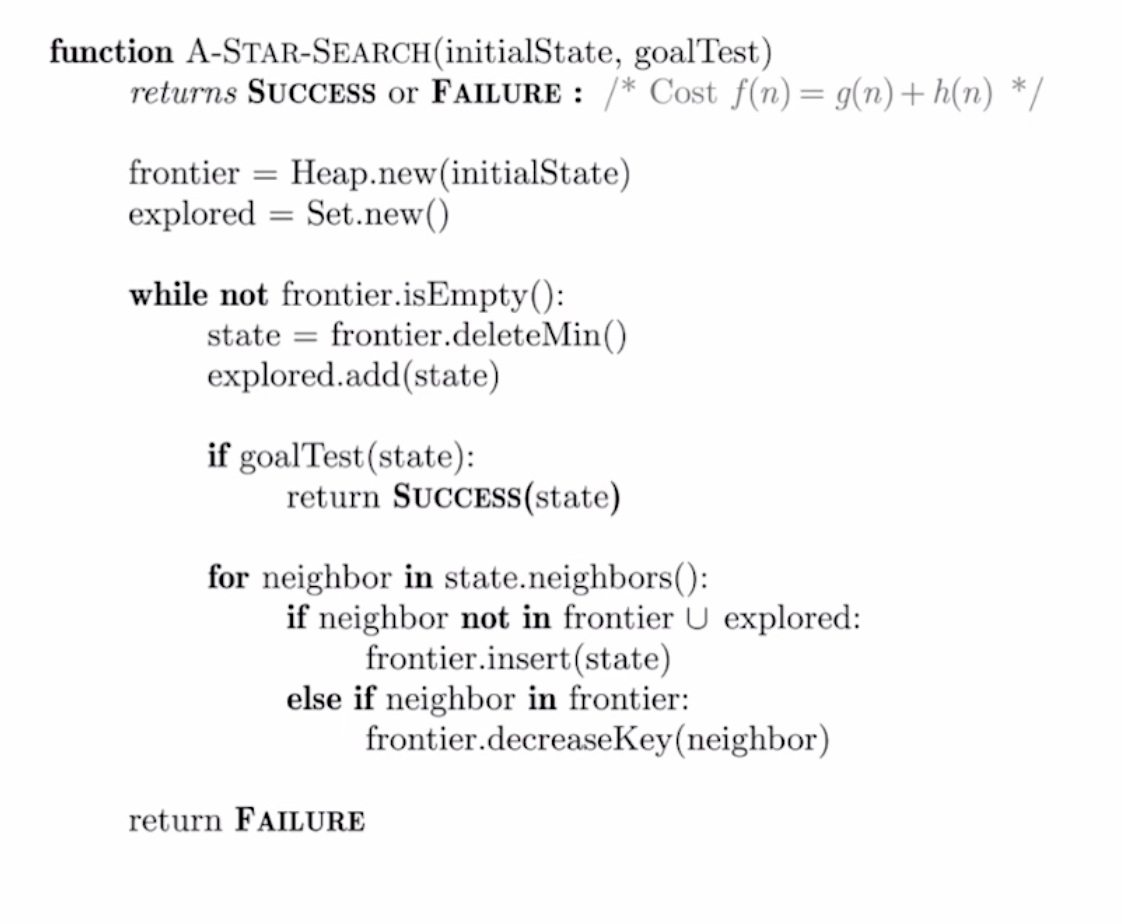 function A-STAR-SEARCH(initialState, goalTest)
returns SUCCESS or FAILURE : /* Cost f(n) = g(n) + h(n) */
frontier = Heap.new(initialState)
explored = Set.new()
while not frontier.isEmpty():
state = frontier.deleteMin()
explored.add(state)
if goalTest(state):
return SUCCESS(state)
for neighbor in state.neighbors():
if neighbor not in frontier ∪ explored:
frontier.insert(state)
else if neighbor in frontier:
frontier.decreaseKey(neighbor)
return FAILURE